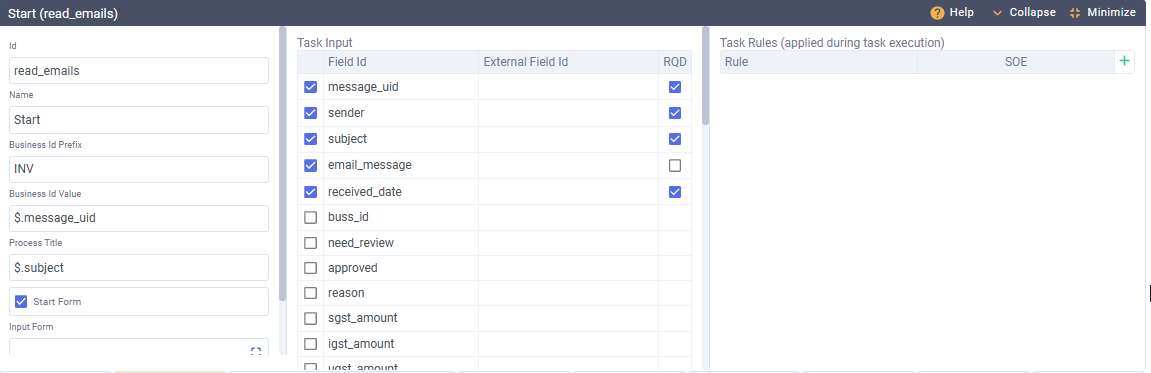 Start (read_emails)
? Help
Collapse
Minimize
Id
read_emails
Name
Start
Business Id Prefix
INV
Business Id Value
$.message_uid
Process Title
$.subject
Start Form
Input Form
Task Input
Field Id External Field Id RQD
message_uid
sender
subject
email_message
received_date
buss_id
need_review
approved
reason
sgst_amount
igst_amount
ugst_amount
Task Rules (applied during task execution)
Rule SOE +